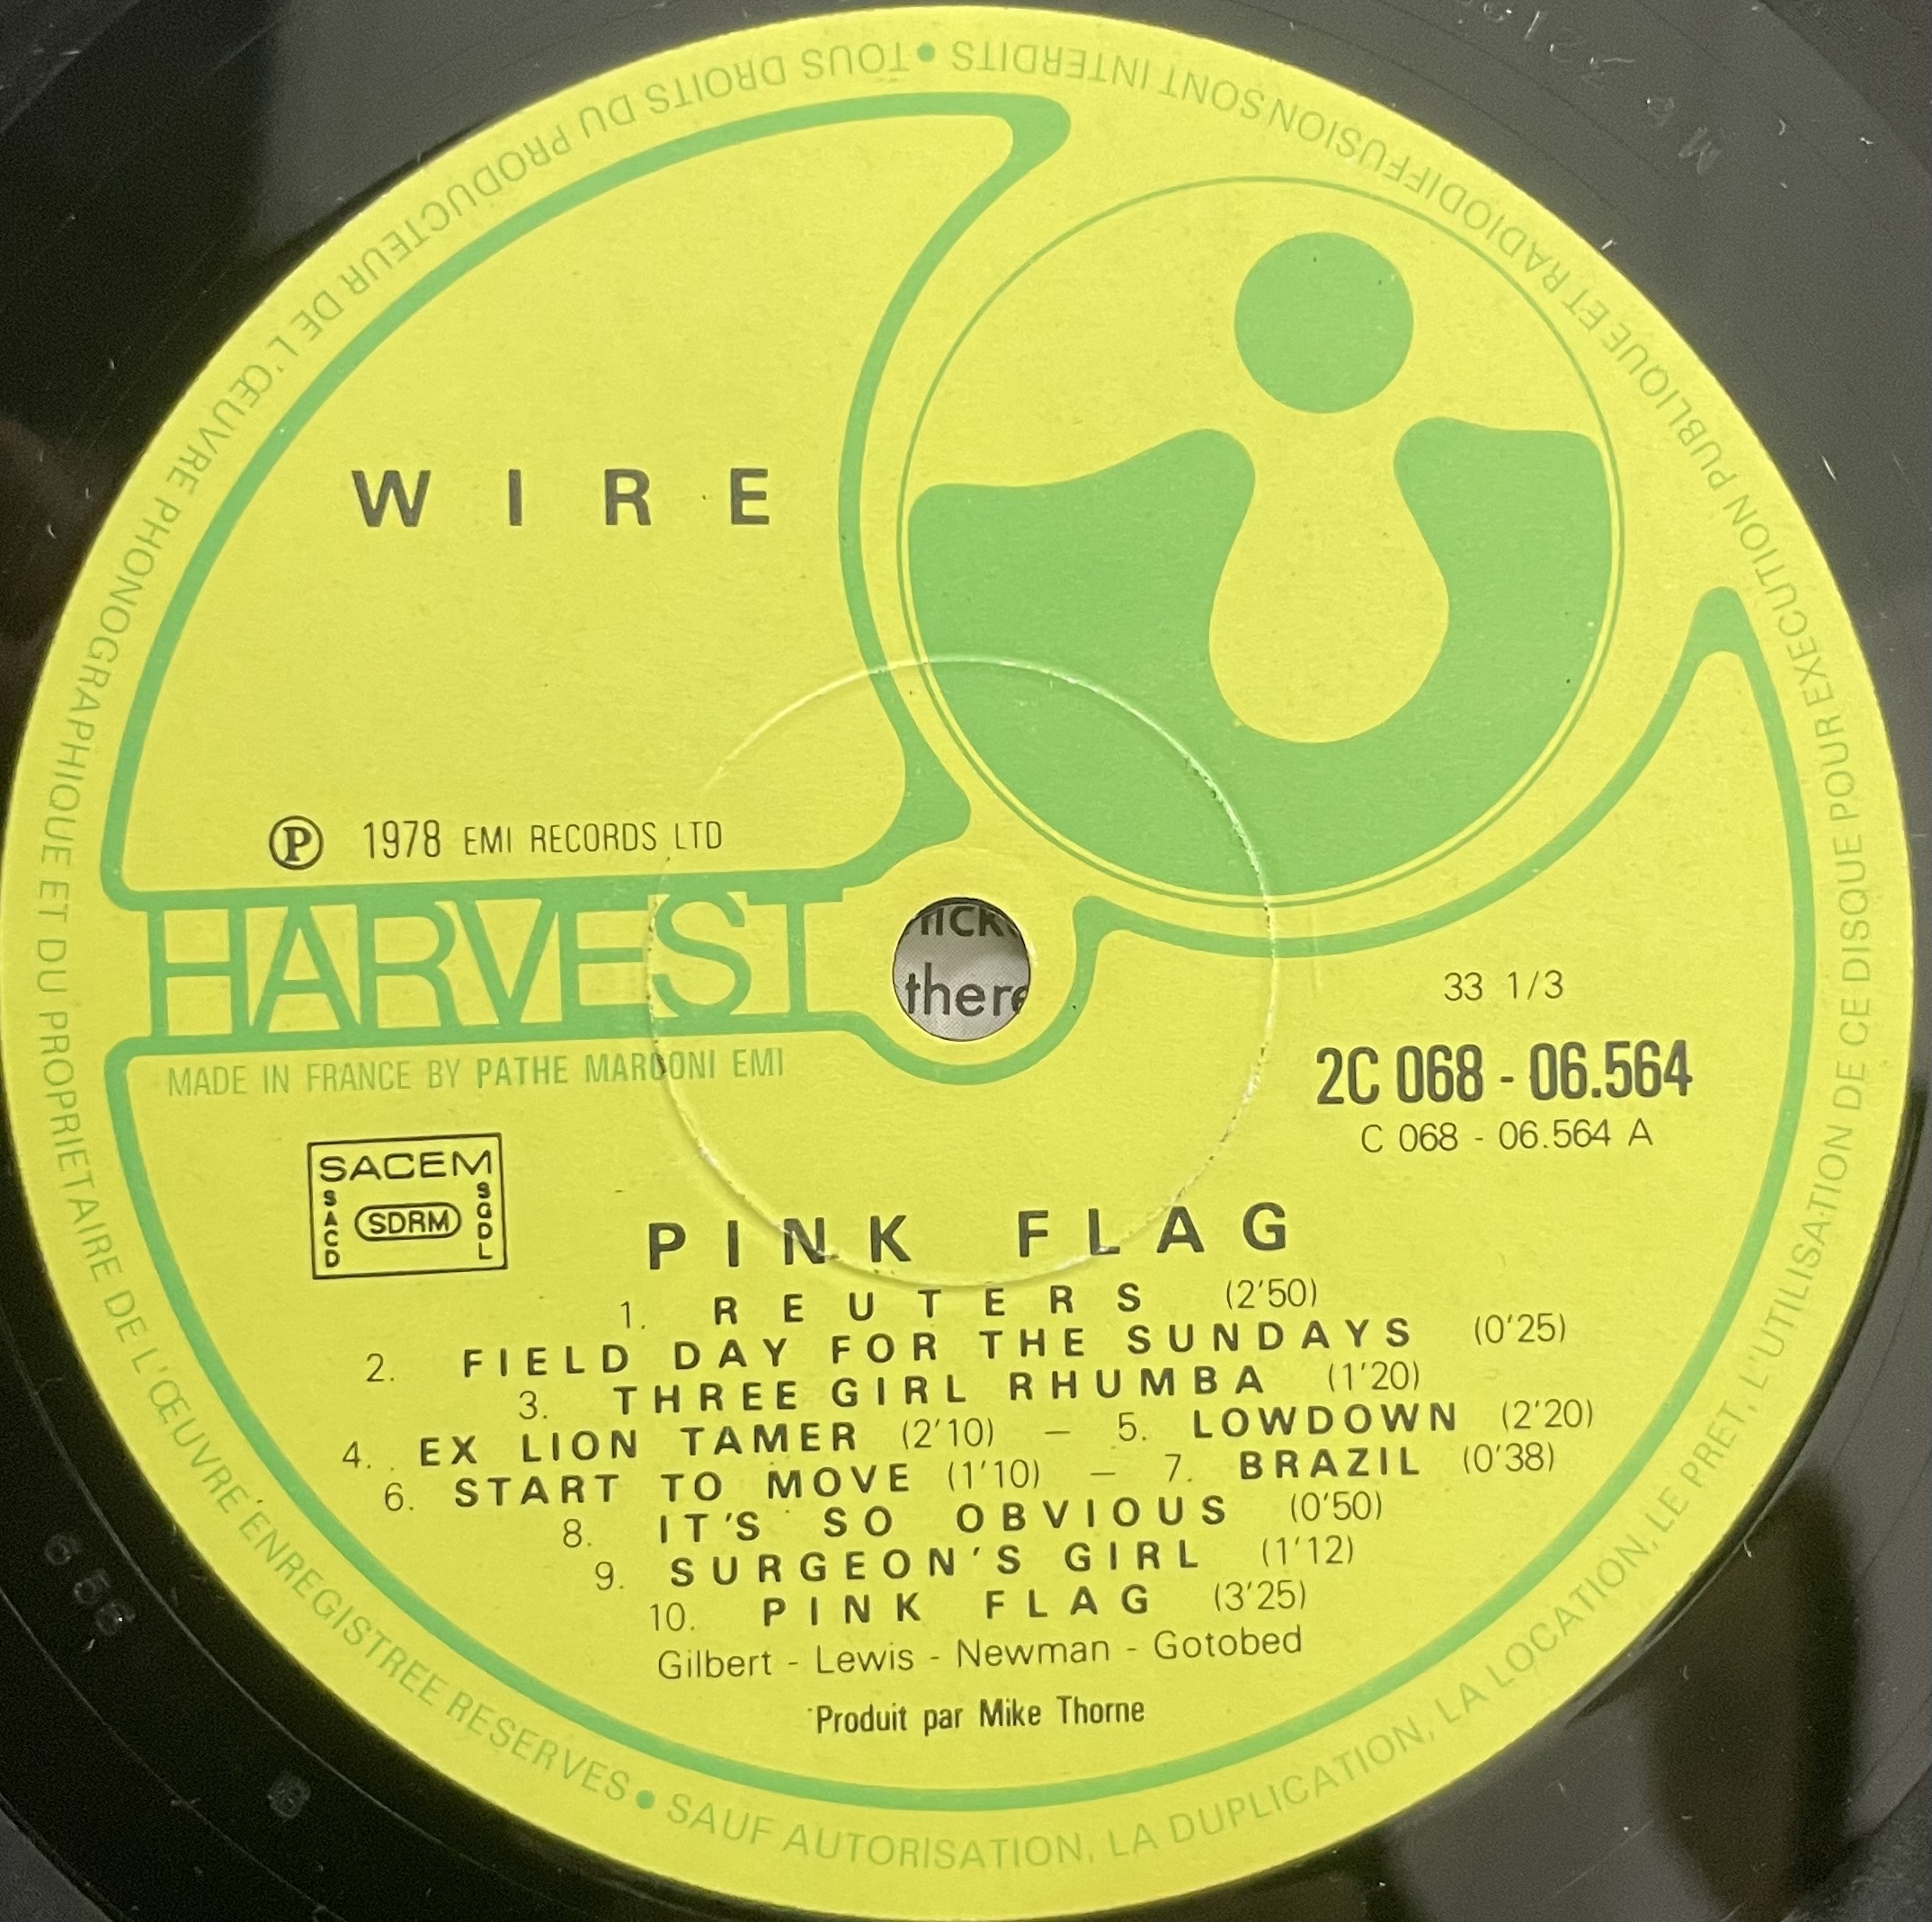 TOUS DROITS DU PRODUCTEUR DE L'ŒUVRE PHONOGRAPHIQUE ET DU PROPRIETAIRE DE L'ŒUVRE ENREGISTREE RESERVES • SAUF AUTORISATION, LA DUPLICATION, LA LOCATION, LE PRET, L'UTILISATION DE CE DISQUE POUR EXECUTION PUBLIQUE ET RADIODIFFUSION SONT INTERDITS •
WIRE
Ⓟ 1978 EMI RECORDS LTD
HARVEST
there
MADE IN FRANCE BY PATHE MARCONI EMI
33 1/3
2C 068 - 06.564
C 068 - 06.564 A
SACEM
SACD SDRM SGDL
PINK FLAG
1. REUTERS (2'50)
2. FIELD DAY FOR THE SUNDAYS (0'25)
3. THREE GIRL RHUMBA (1'20)
4. EX LION TAMER (2'10) – 5. LOWDOWN (2'20)
6. START TO MOVE (1'10) – 7. BRAZIL (0'38)
8. IT'S SO OBVIOUS (0'50)
9. SURGEON'S GIRL (1'12)
10. PINK FLAG (3'25)
Gilbert - Lewis - Newman - Gotobed
Produit par Mike Thorne